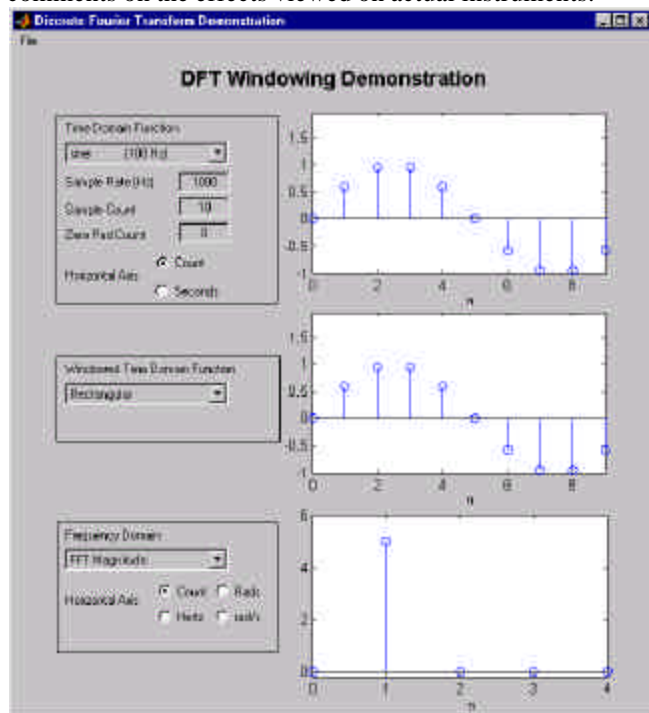 comments on the effects viewed on actual instruments.
Discrete Fourier Transform Demonstration
File
DFT Windowing Demonstration
Time Domain Function
sine (100 Hz)
Sample Rate (Hz) 1000
Sample Count 10
Zero Pad Count 0
Horizontal Axis
Count
Seconds
1.5
1
0.5
0
-0.5
-1
0 2 4 6 8
n
Windowed Time Domain Function
Rectangular
1.5
1
0.5
0
-0.5
-1
0 2 4 6 8
n
Frequency Domain
FFT Magnitude
Horizontal Axis
Count Rads
Hertz rad/s
6
4
2
0
0 1 2 3 4
n